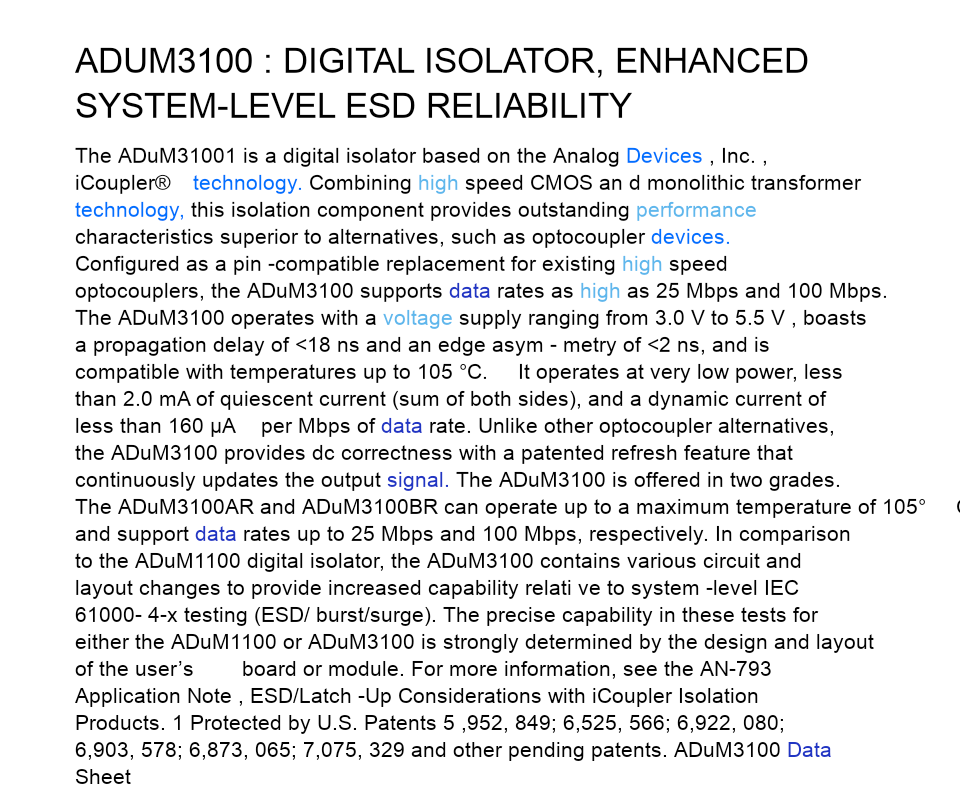 ADUM3100 : DIGITAL ISOLATOR, ENHANCED
SYSTEM-LEVEL ESD RELIABILITY
The ADuM31001 is a digital isolator based on the Analog Devices , Inc. ,
iCoupler® technology. Combining high speed CMOS an d monolithic transformer
technology, this isolation component provides outstanding performance
characteristics superior to alternatives, such as optocoupler devices.
Configured as a pin -compatible replacement for existing high speed
optocouplers, the ADuM3100 supports data rates as high as 25 Mbps and 100 Mbps.
The ADuM3100 operates with a voltage supply ranging from 3.0 V to 5.5 V , boasts
a propagation delay of <18 ns and an edge asym - metry of <2 ns, and is
compatible with temperatures up to 105 °C. It operates at very low power, less
than 2.0 mA of quiescent current (sum of both sides), and a dynamic current of
less than 160 μA per Mbps of data rate. Unlike other optocoupler alternatives,
the ADuM3100 provides dc correctness with a patented refresh feature that
continuously updates the output signal. The ADuM3100 is offered in two grades.
The ADuM3100AR and ADuM3100BR can operate up to a maximum temperature of 105°
and support data rates up to 25 Mbps and 100 Mbps, respectively. In comparison
to the ADuM1100 digital isolator, the ADuM3100 contains various circuit and
layout changes to provide increased capability relati ve to system -level IEC
61000- 4-x testing (ESD/ burst/surge). The precise capability in these tests for
either the ADuM1100 or ADuM3100 is strongly determined by the design and layout
of the user’s board or module. For more information, see the AN-793
Application Note , ESD/Latch -Up Considerations with iCoupler Isolation
Products. 1 Protected by U.S. Patents 5 ,952, 849; 6,525, 566; 6,922, 080;
6,903, 578; 6,873, 065; 7,075, 329 and other pending patents. ADuM3100 Data
Sheet